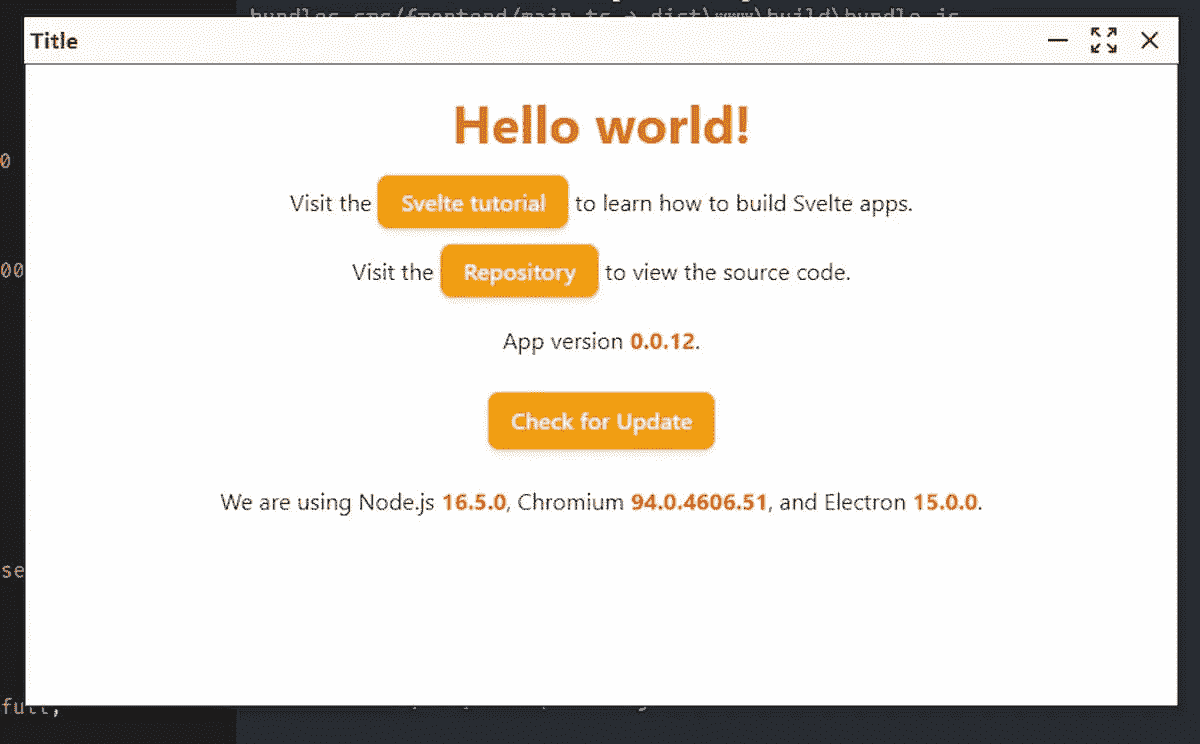 bundles src/frontend/main.ts → dist\www\build\bundle.js
Title
Hello world!
0
Visit the Svelte tutorial to learn how to build Svelte apps.
00
Visit the Repository to view the source code.
App version 0.0.12.
Check for Update
We are using Node.js 16.5.0, Chromium 94.0.4606.51, and Electron 15.0.0.
se
full,